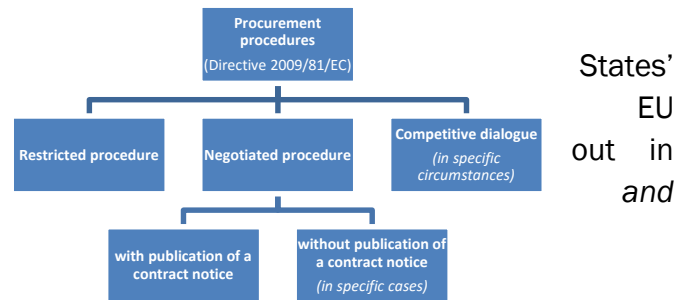 Procurement
procedures
(Directive 2009/81/EC)
Restricted procedure
Negotiated procedure
Competitive dialogue
(in specific
circumstances)
with publication of a
contract notice
without publication of
a contract notice
(in specific cases)
States’
EU
out in
and